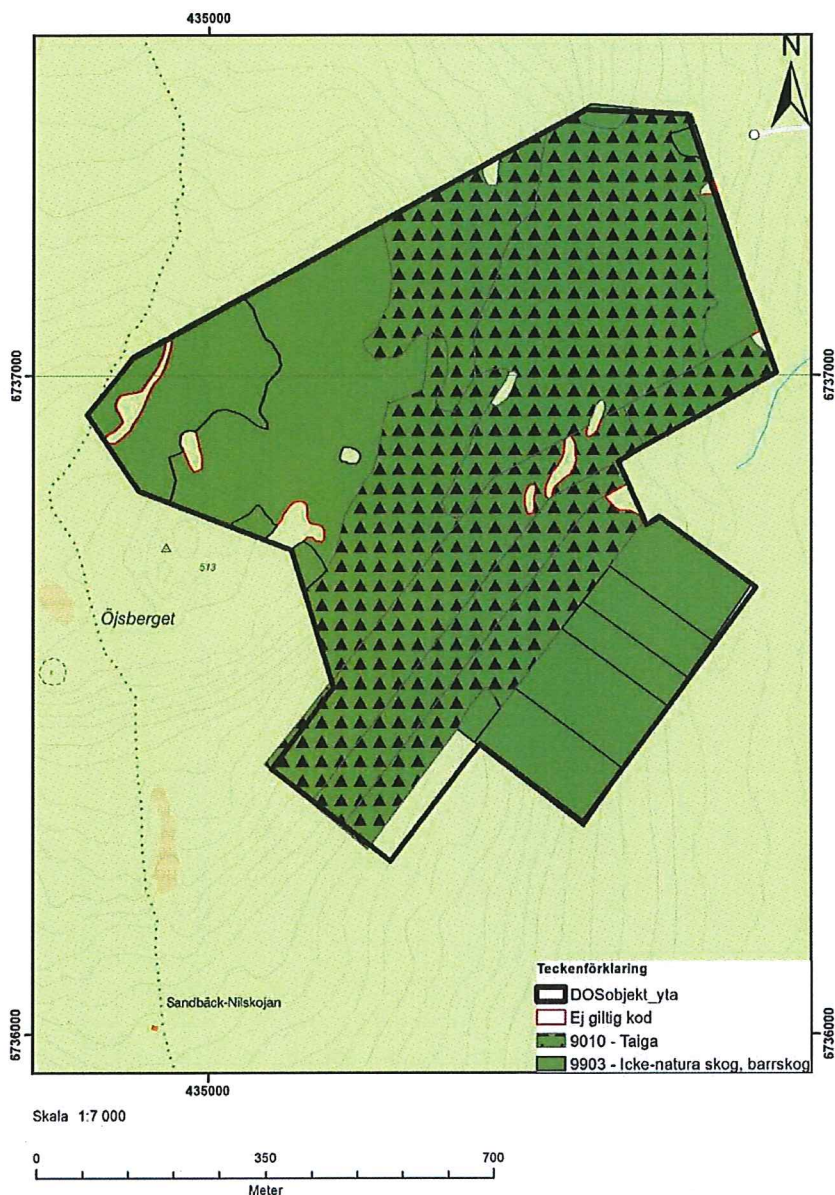 435000
N
6737000
6737000
513
Öjsberget
Sandbäck-Nilskojan
Teckenförklaring
DOSobjekt_yta
Ej giltig kod
9010 - Taiga
9903 - Icke-natura skog, barrskog
6736000
6736000
435000
Skala 1:7 000
0 350 700
Meter